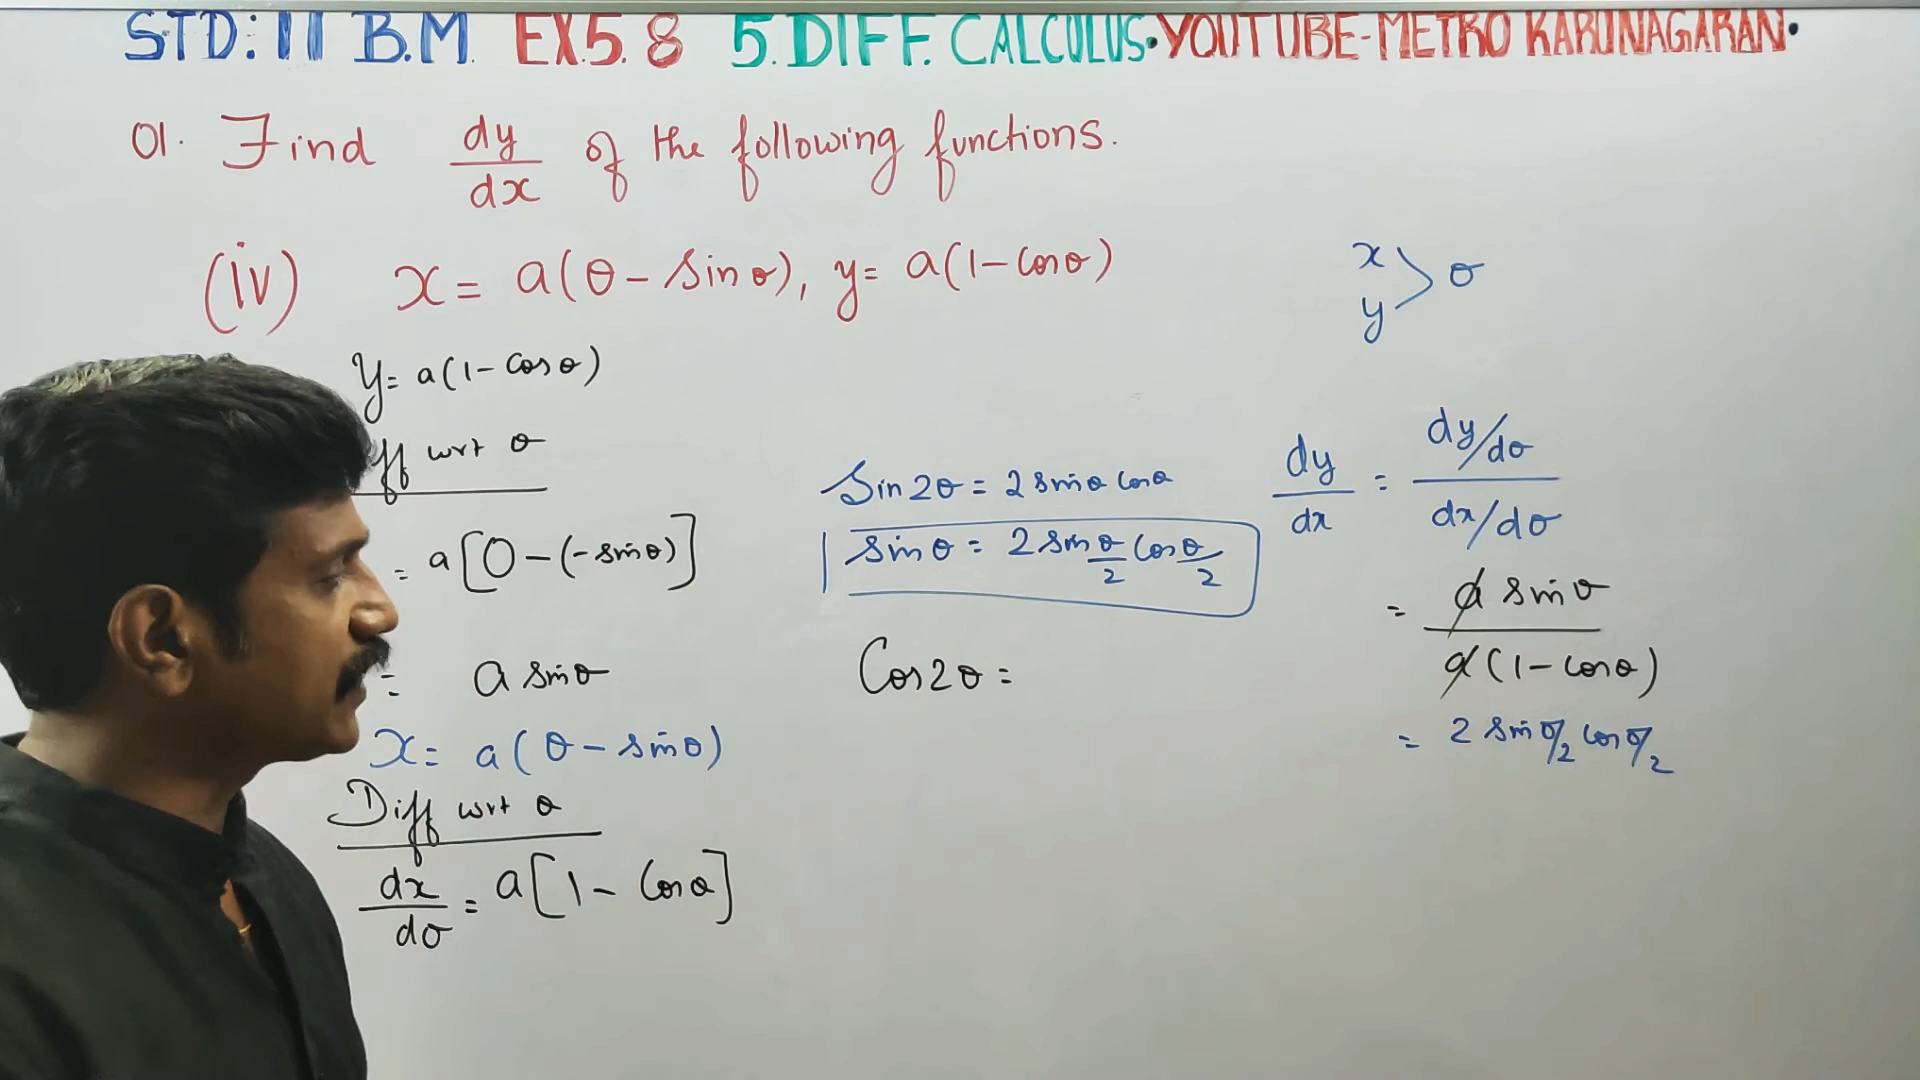 STD: 11 B.M. EX.5.8 5.DIFF. CALCULUS•YOUTUBE-METRO KARUNAGARAN•
01. Find dy/dx of the following functions.
(iv) x = a(θ - sin θ), y = a(1 - cos θ)
x
y > θ
y = a(1 - cos θ)
ff wrt θ
= a[0 - (-sin θ)]
= a sin θ
x = a(θ - sin θ)
Diff wrt θ
dx/dθ = a[1 - cos θ]
Sin 2θ = 2 sin θ cos θ
sin θ = 2 sin θ/2 cos θ/2
Cos 2θ =
dy/dx = dy/dθ / dx/dθ
= a sin θ / a(1 - cos θ)
= 2 sin θ/2 cos θ/2